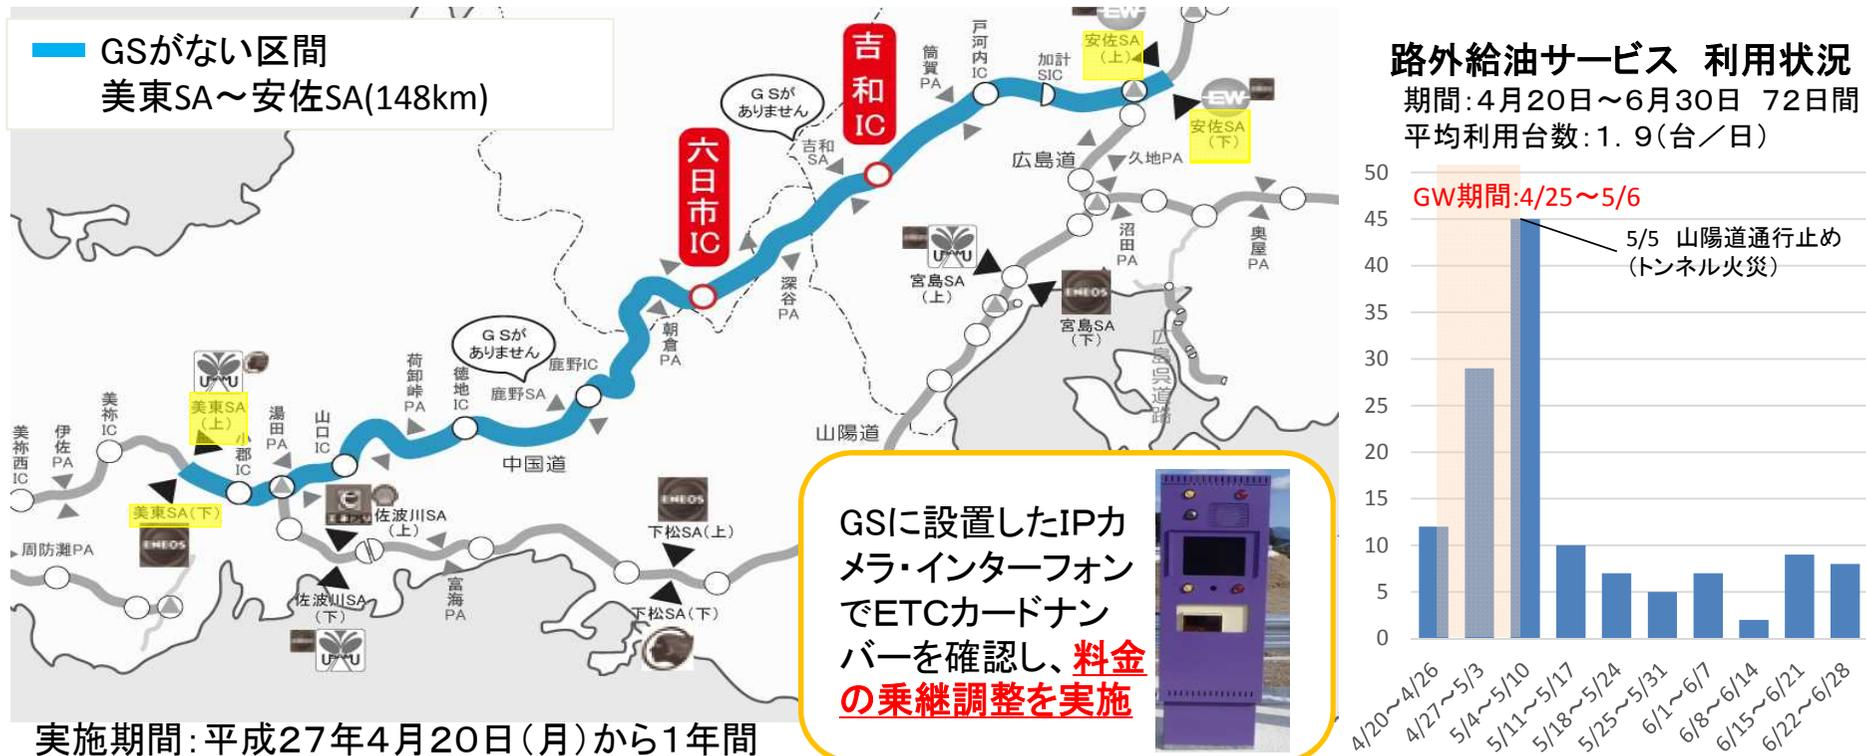 GSがない区間
美東SA～安佐SA(148km)
GSが
ありません
吉和IC
六日市IC
吉和
SA
筒賀PA
戸河内IC
加計
SIC
EW
安佐SA
(上)
EW
安佐SA
(下)
広島道
久地PA
沼田PA
奥屋PA
宮島SA
(上)
ENEOS
宮島SA
(下)
広島呉道路
深谷PA
朝倉PA
GSが
ありません
鹿野IC
鹿野SA
徳地IC
荷卸峠PA
中国道
山陽道
美東SA
(上)
小郡IC
湯田PA
山口IC
美祢IC
伊佐PA
美祢西IC
美東SA(下)
ENEOS
周防灘PA
佐波川SA
(上)
佐波川SA
(下)
富海PA
ENEOS
下松SA(上)
下松SA(下)
GSに設置したIPカ
メラ・インターフォン
でETCカードナン
バーを確認し、料金
の乗継調整を実施
実施期間：平成27年4月20日(月)から1年間
路外給油サービス 利用状況
期間：4月20日～6月30日 72日間
平均利用台数：1.9(台/日)
GW期間:4/25～5/6
5/5 山陽道通行止め
(トンネル火災)
50
45
40
35
30
25
20
15
10
5
0
4/20～4/26
4/27～5/3
5/4～5/10
5/11～5/17
5/18～5/24
5/25～5/31
6/1～6/7
6/8～6/14
6/15～6/21
6/22～6/28